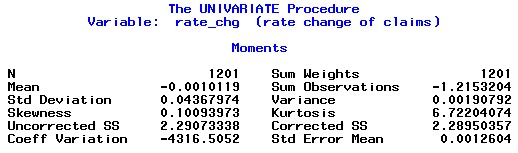 The UNIVARIATE Procedure
Variable: rate_chg (rate change of claims)
Moments
N 1201 Sum Weights 1201
Mean -0.0010119 Sum Observations -1.2153204
Std Deviation 0.04367974 Variance 0.00190792
Skewness 0.10093973 Kurtosis 6.72204074
Uncorrected SS 2.29073338 Corrected SS 2.28950357
Coeff Variation -4316.5052 Std Error Mean 0.0012604